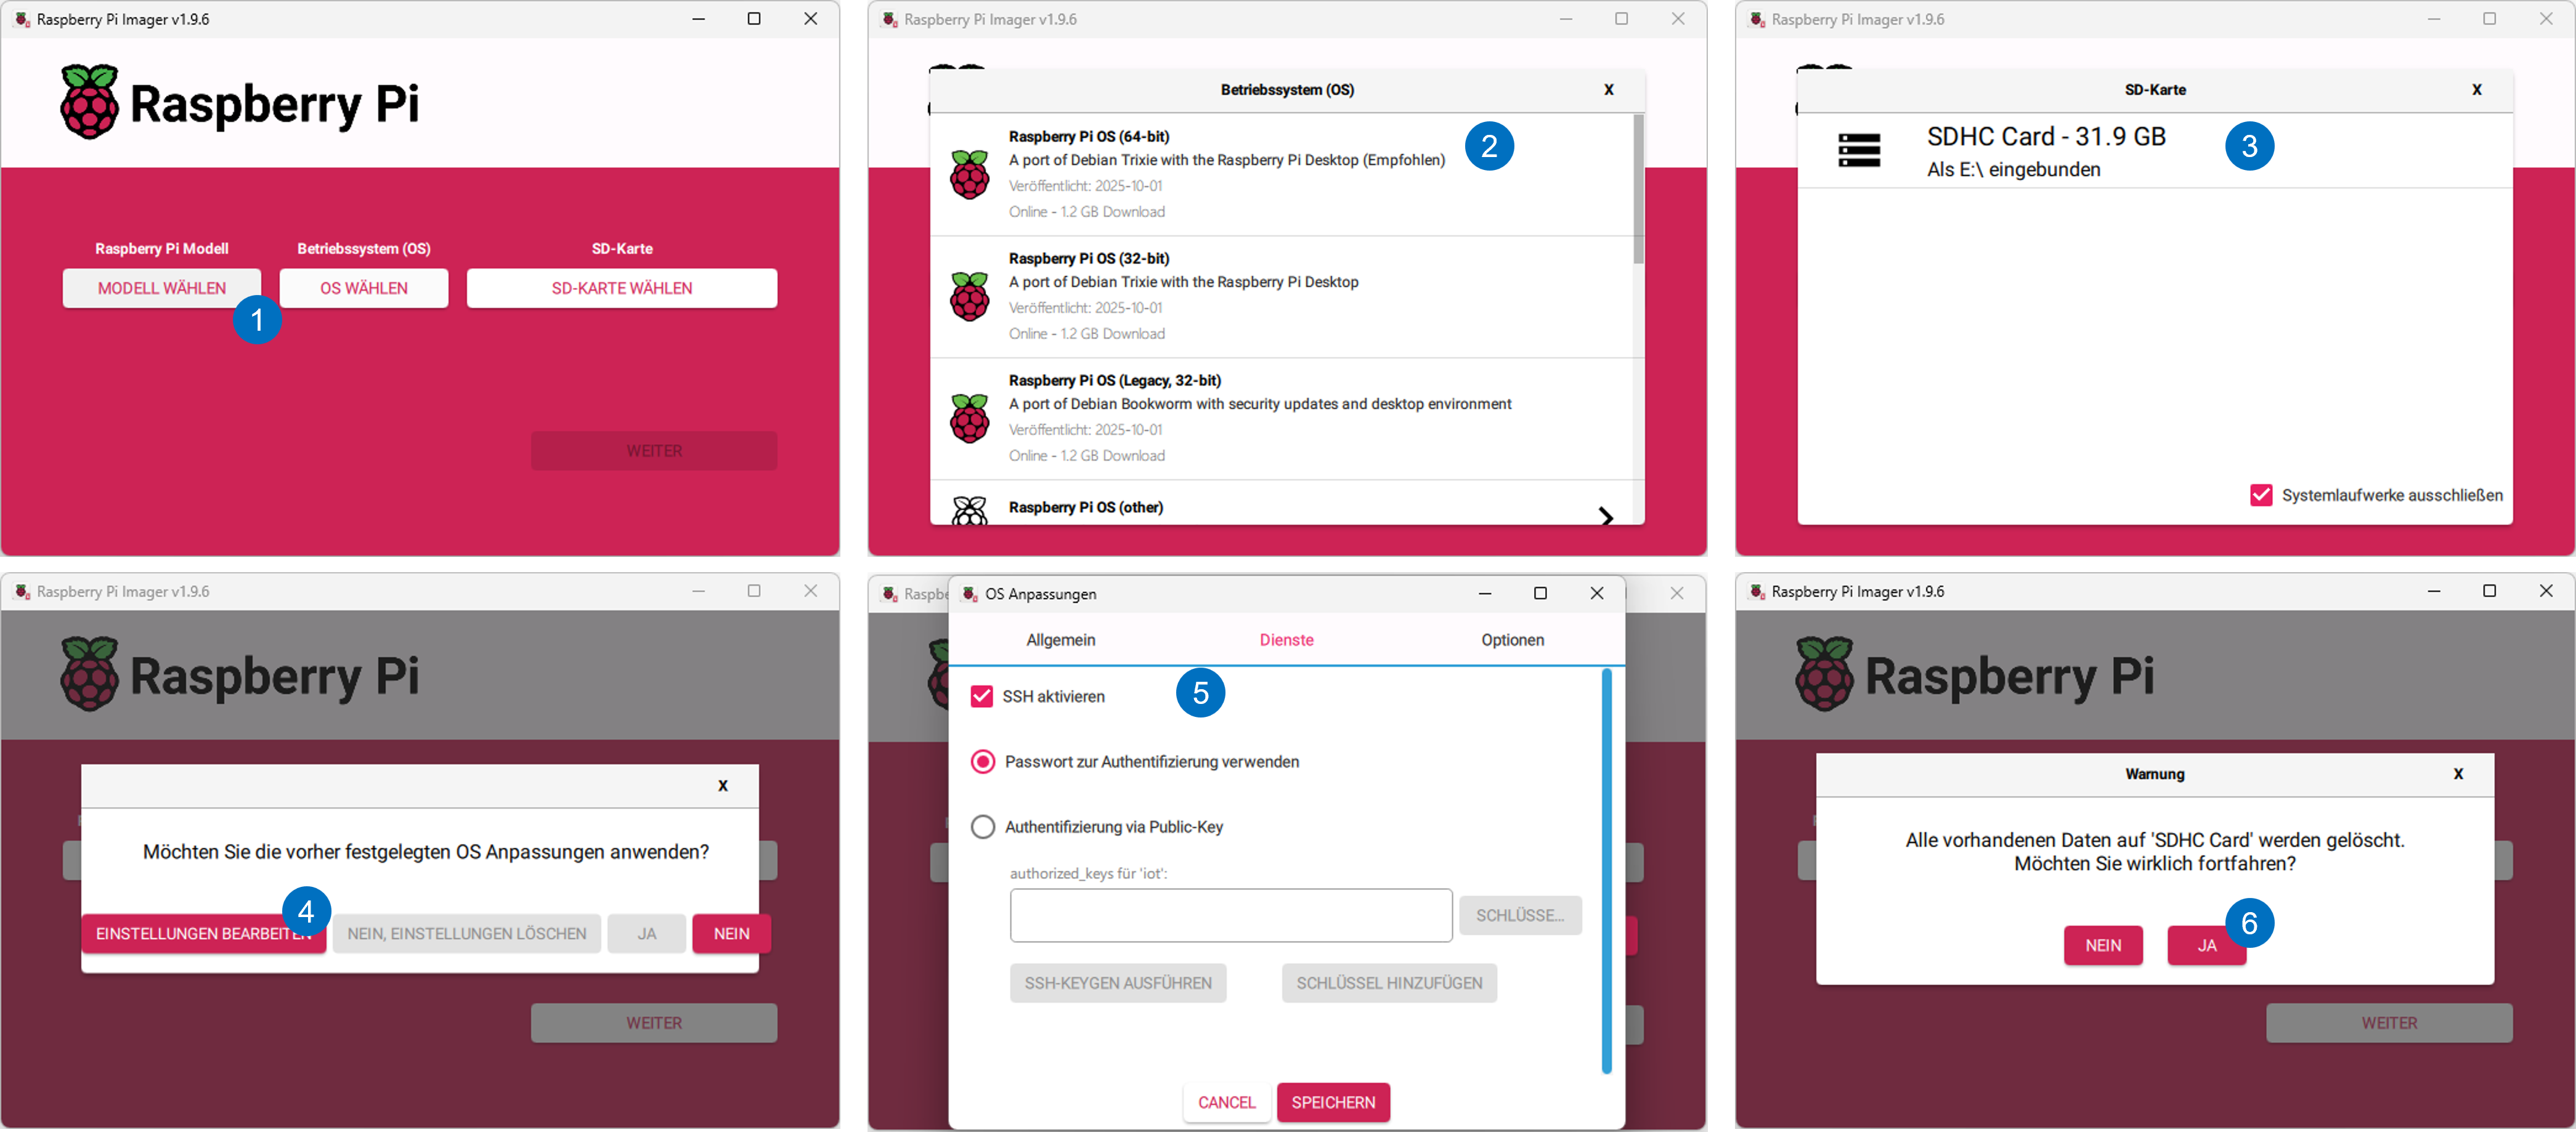 Raspberry Pi Imager v1.9.6
Raspberry Pi
Raspberry Pi Modell
Betriebssystem (OS)
SD-Karte
MODELL WÄHLEN
OS WÄHLEN
SD-KARTE WÄHLEN
1
WEITER
Raspberry Pi Imager v1.9.6
Betriebssystem (OS)
X
Raspberry Pi OS (64-bit)
2
A port of Debian Trixie with the Raspberry Pi Desktop (Empfohlen)
Veröffentlicht: 2025-10-01
Online - 1.2 GB Download
Raspberry Pi OS (32-bit)
A port of Debian Trixie with the Raspberry Pi Desktop
Veröffentlicht: 2025-10-01
Online - 1.2 GB Download
Raspberry Pi OS (Legacy, 32-bit)
A port of Debian Bookworm with security updates and desktop environment
Veröffentlicht: 2025-10-01
Online - 1.2 GB Download
Raspberry Pi OS (other)
Raspberry Pi Imager v1.9.6
SD-Karte
X
SDHC Card - 31.9 GB
3
Als E:\ eingebunden
Systemlaufwerke ausschließen
Raspberry Pi Imager v1.9.6
Raspberry Pi
X
Möchten Sie die vorher festgelegten OS Anpassungen anwenden?
4
EINSTELLUNGEN BEARBEITEN
NEIN, EINSTELLUNGEN LÖSCHEN
JA
NEIN
WEITER
Raspbe
OS Anpassungen
Allgemein
Dienste
Optionen
SSH aktivieren
5
Passwort zur Authentifizierung verwenden
Authentifizierung via Public-Key
authorized_keys für 'iot':
SCHLÜSSE...
SSH-KEYGEN AUSFÜHREN
SCHLÜSSEL HINZUFÜGEN
CANCEL
SPEICHERN
Raspberry Pi Imager v1.9.6
Raspberry Pi
Warnung
X
Alle vorhandenen Daten auf 'SDHC Card' werden gelöscht.
Möchten Sie wirklich fortfahren?
6
NEIN
JA
WEITER